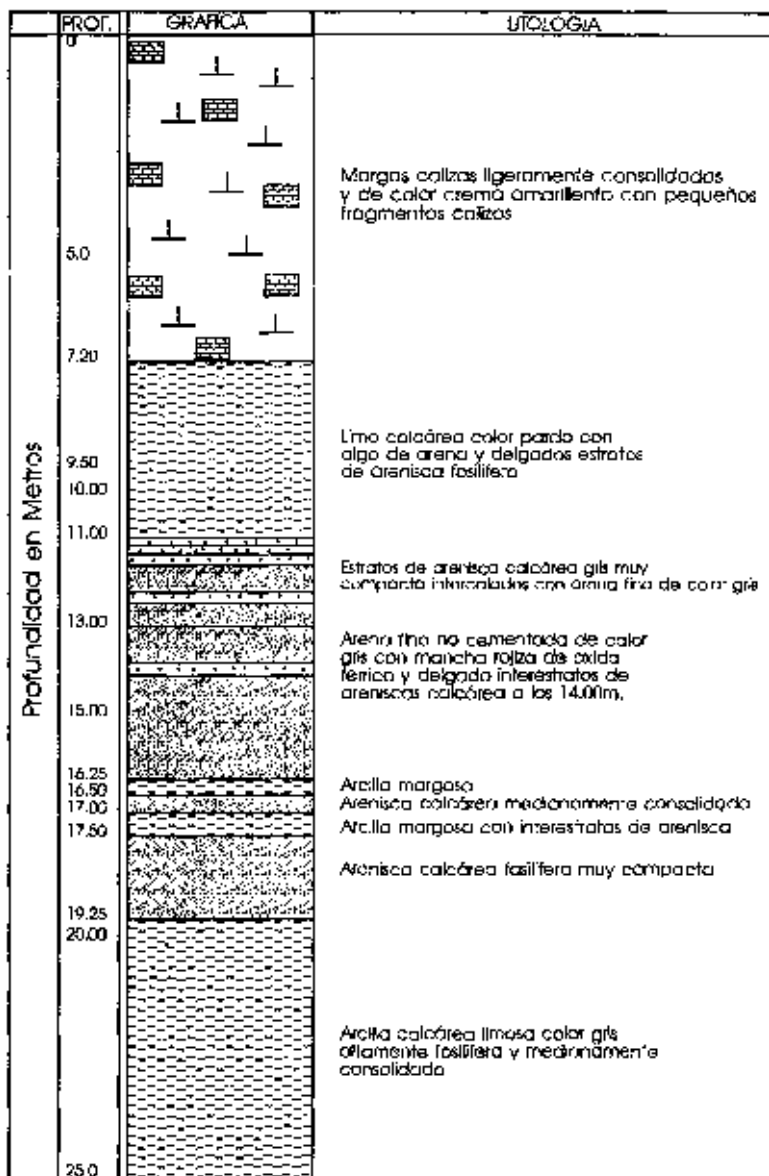 PROF.
GRAFICA
LITOLOGIA
Profundidad en Metros
0
Margas calizas ligeramente consolidadas
y de color crema amarillento con pequeños
fragmentos calizos
5.0
7.20
Limo calcárea color pardo con
algo de arena y delgados estratos
de arenisca fosilífera
9.50
10.00
11.00
Estratos de arenisca calcárea gris muy
compacta intercalados con arena fina de color gris
13.00
Arena fina no cementada de color
gris con mancha rojiza de oxido
férrico y delgado interéstratos de
areniscas calcárea a los 14.00m.
15.00
16.25
Arcilla margosa
16.50
Arenisca calcárea medianamente consolidada
17.00
Arcilla margosa con interestratos de arenisca
17.50
Arenisca calcárea fosilífera muy compacta
19.25
20.00
Arcilla calcárea limosa color gris
altamente fosilífera y medianamente
consolidada
25.0